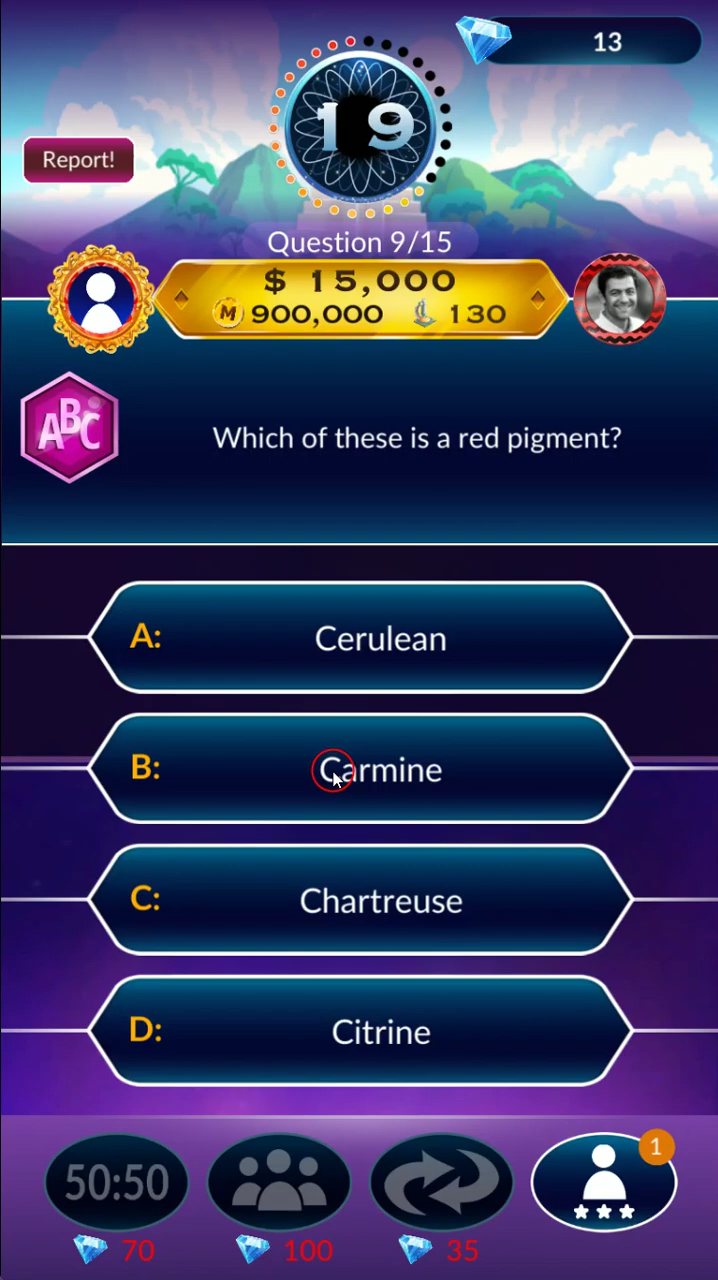 13
19
Report!
Question 9/15
$ 15,000
M 900,000 130
ABC
Which of these is a red pigment?
A: Cerulean
B: Carmine
C: Chartreuse
D: Citrine
1
50:50
70 100 35